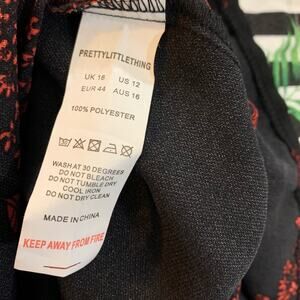 PRETTYLITTLETHING
UK 16 US 12
EUR 44 AUS 16
100% POLYESTER
WASH AT 30 DEGREES
DO NOT BLEACH
DO NOT TUMBLE DRY
COOL IRON
DO NOT DRY CLEAN
MADE IN CHINA
KEEP AWAY FROM FIRE